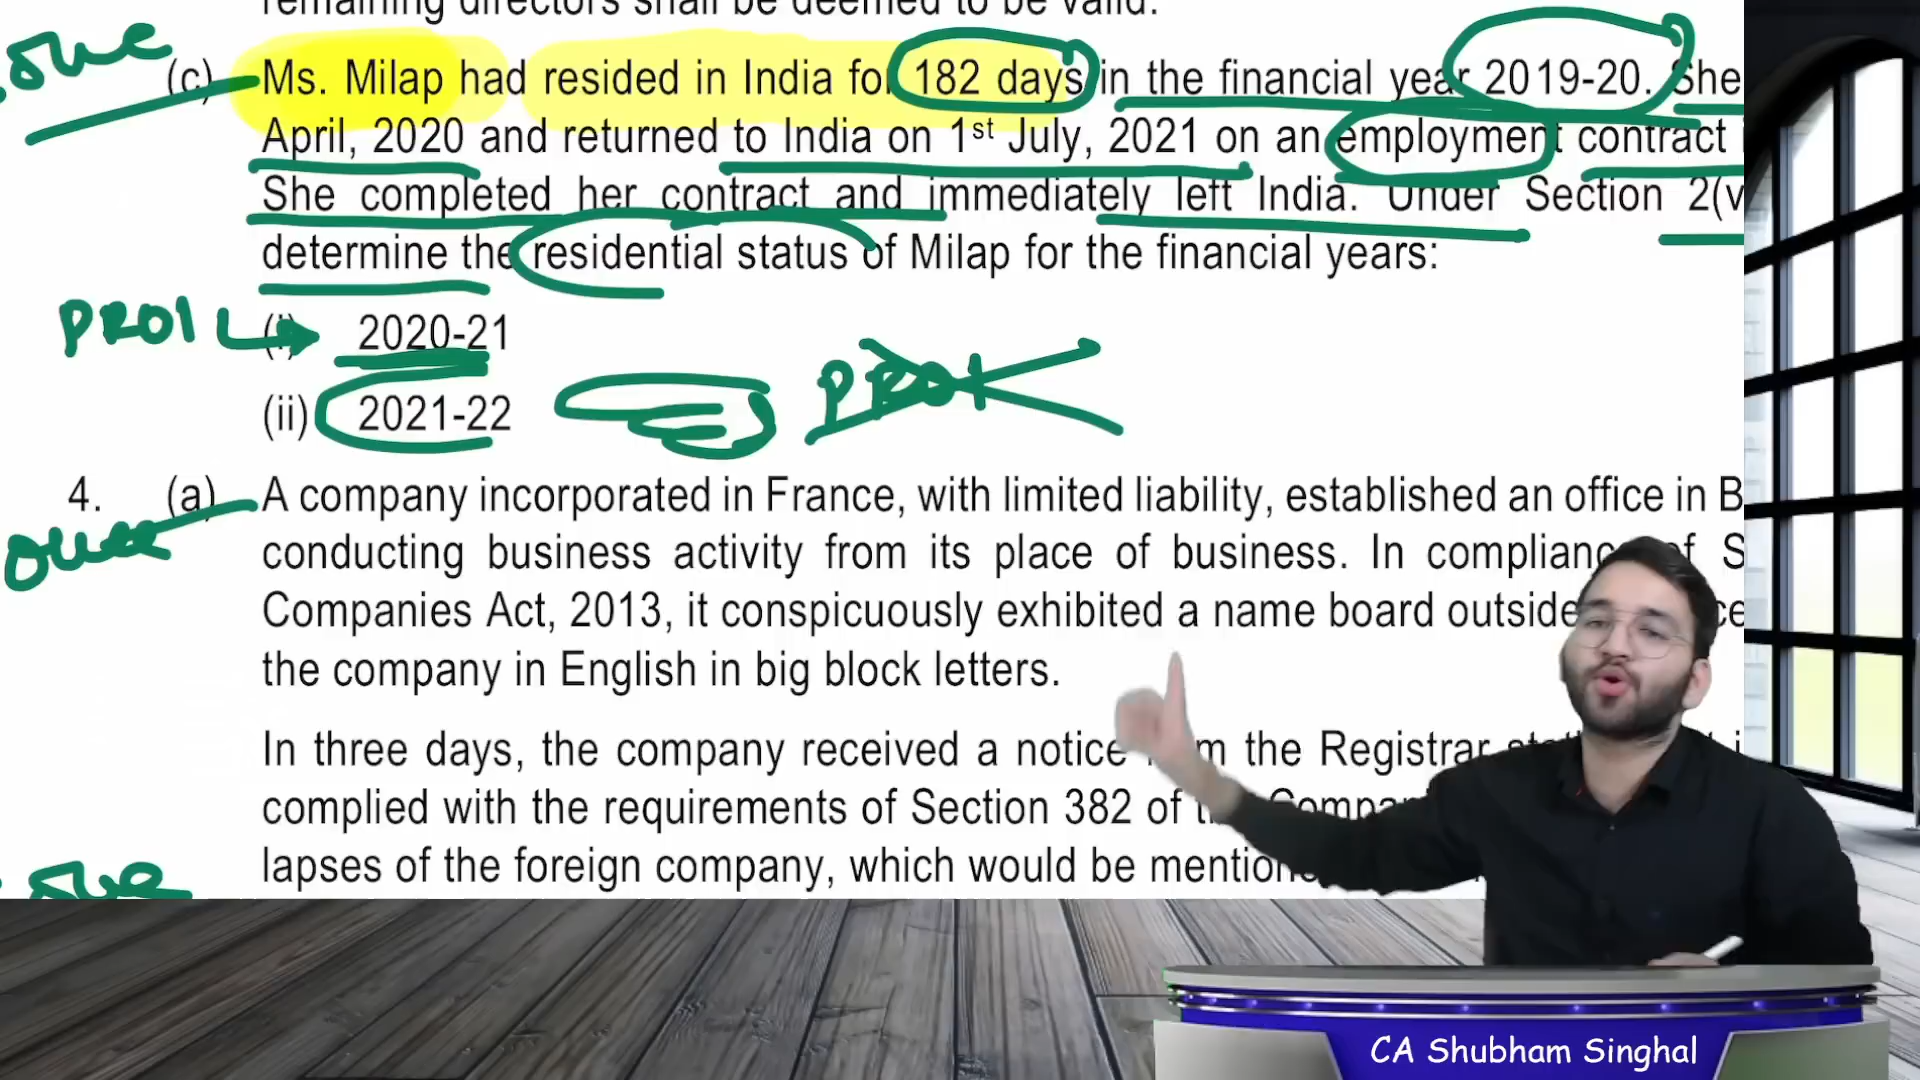 remaining directors shall be deemed to be valid.
(c) Ms. Milap had resided in India for 182 days in the financial year 2019-20. She
April, 2020 and returned to India on 1st July, 2021 on an employment contract
She completed her contract and immediately left India. Under Section 2(v
determine the residential status of Milap for the financial years:
PROI (i) 2020-21
(ii) 2021-22 PROI
4. (a) A company incorporated in France, with limited liability, established an office in B
conducting business activity from its place of business. In compliance of S
Companies Act, 2013, it conspicuously exhibited a name board outside
the company in English in big block letters.
In three days, the company received a notice from the Registrar
complied with the requirements of Section 382 of
lapses of the foreign company, which would be
CA Shubham Singhal